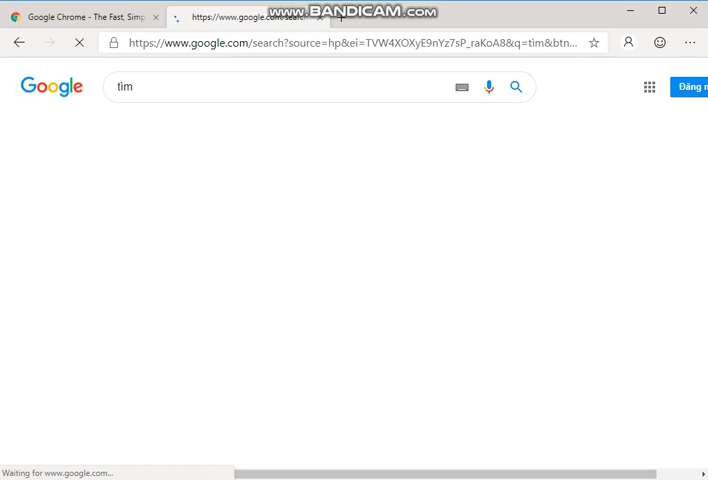 www.BANDICAM.com
Google Chrome - The Fast, Simp
https://www.google.com/searc
https://www.google.com/search?source=hp&ei=TVW4XOXyE9nYz7sP_raKoA8&q=tìm&btn...
Google
tìm
Đăng n
Waiting for www.google.com...